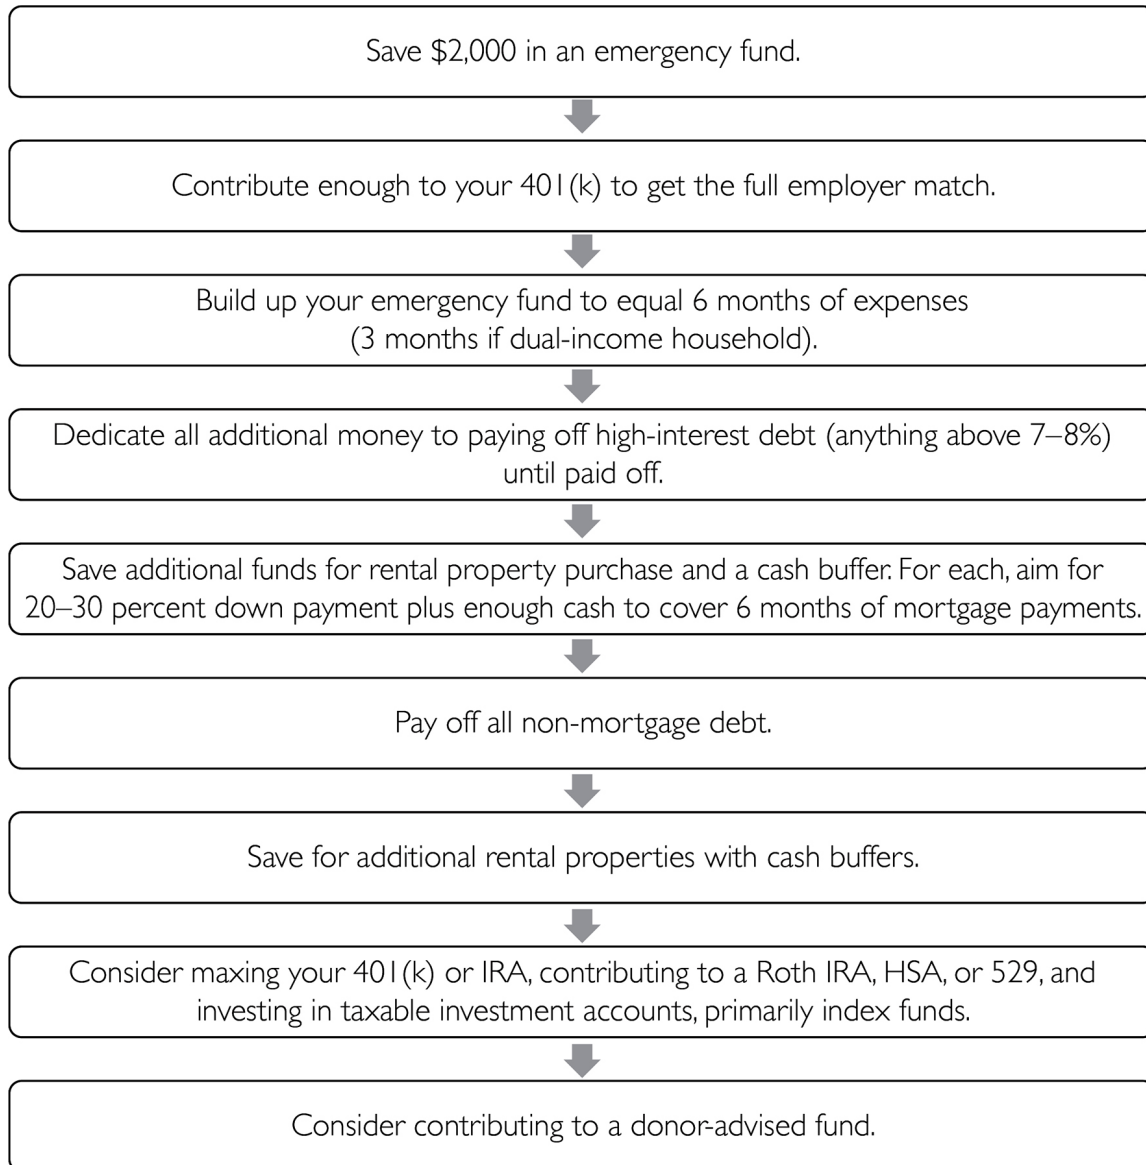 Save $2,000 in an emergency fund.
Contribute enough to your 401(k) to get the full employer match.
Build up your emergency fund to equal 6 months of expenses
(3 months if dual-income household).
Dedicate all additional money to paying off high-interest debt (anything above 7–8%)
until paid off.
Save additional funds for rental property purchase and a cash buffer. For each, aim for
20–30 percent down payment plus enough cash to cover 6 months of mortgage payments.
Pay off all non-mortgage debt.
Save for additional rental properties with cash buffers.
Consider maxing your 401(k) or IRA, contributing to a Roth IRA, HSA, or 529, and
investing in taxable investment accounts, primarily index funds.
Consider contributing to a donor-advised fund.